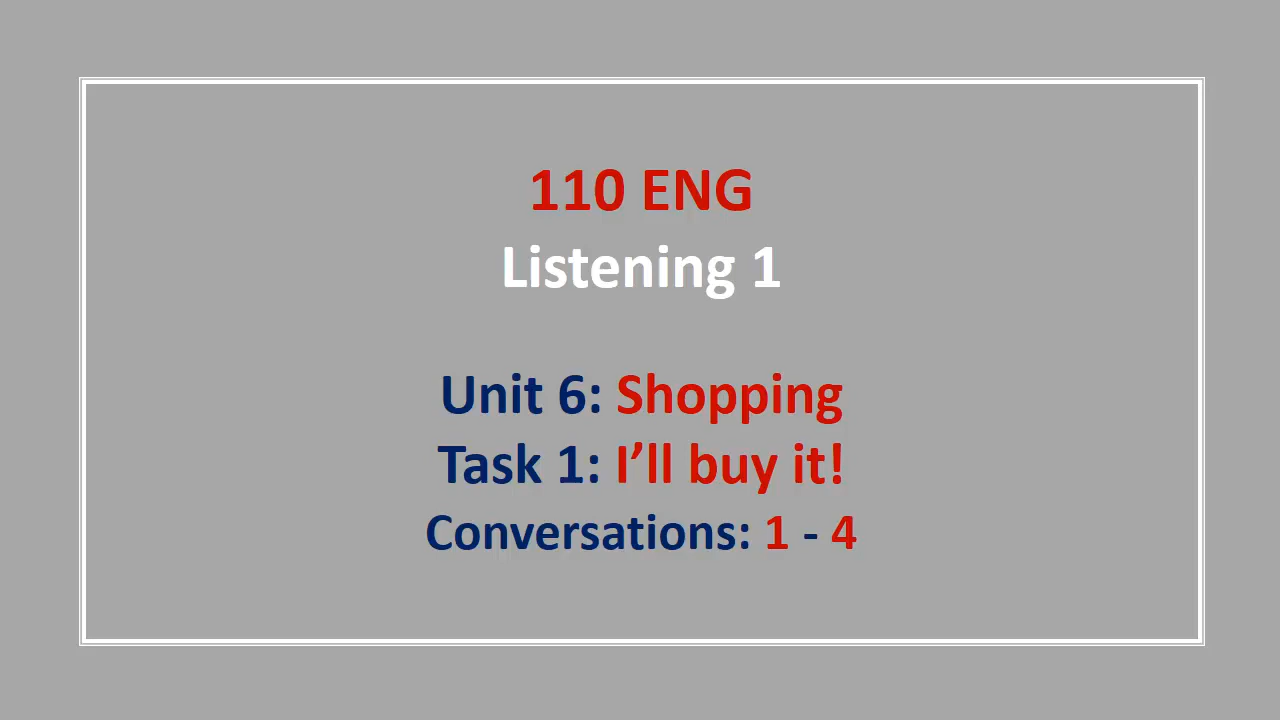 110 ENG
Listening 1
Unit 6: Shopping
Task 1: I’ll buy it!
Conversations: 1 - 4